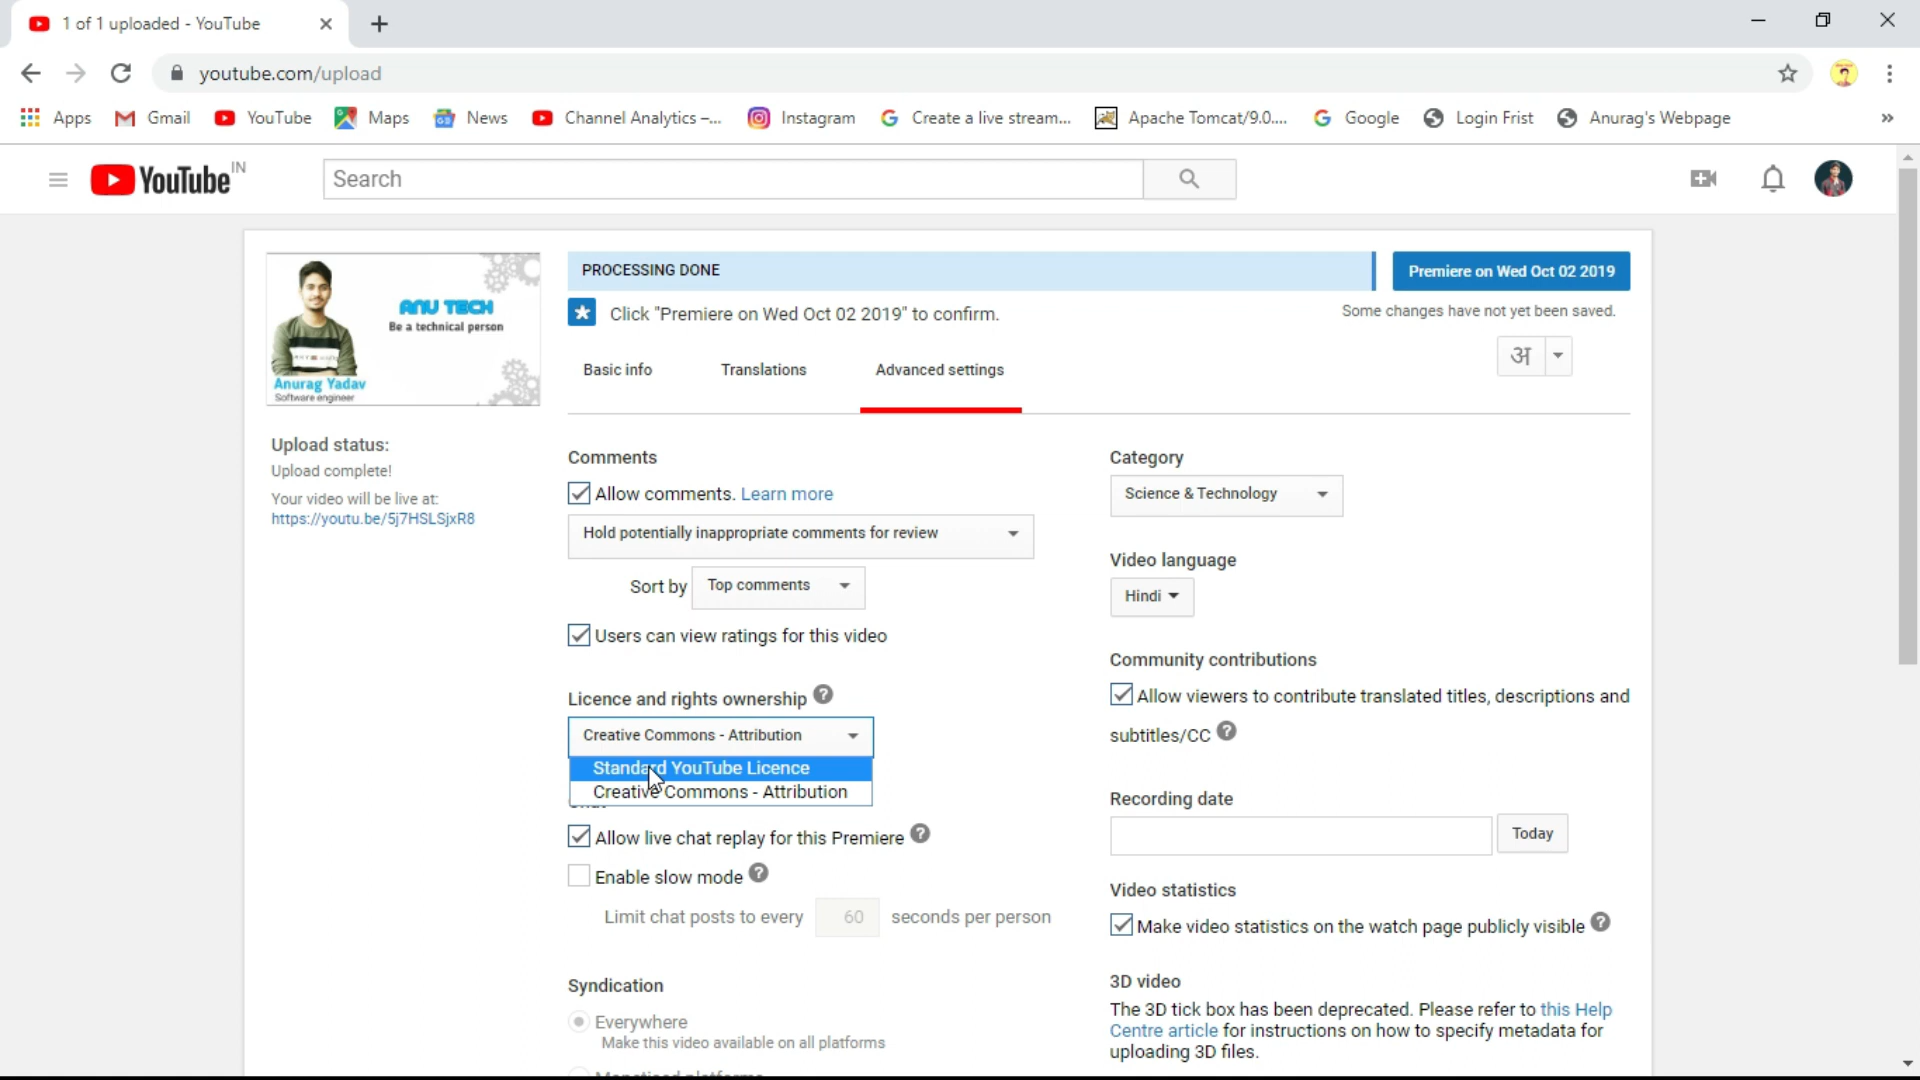 1 of 1 uploaded - YouTube
youtube.com/upload
Apps Gmail YouTube Maps News Channel Analytics –... Instagram Create a live stream... Apache Tomcat/9.0.... Google Login Frist Anurag's Webpage »
YouTube IN
Search
ANU TECH
Be a technical person
Anurag Yadav
Software engineer
PROCESSING DONE
Premiere on Wed Oct 02 2019
Click "Premiere on Wed Oct 02 2019" to confirm.
Some changes have not yet been saved.
Basic info Translations Advanced settings
अ
Upload status:
Upload complete!
Your video will be live at:
https://youtu.be/5j7HSLSjxR8
Comments
Allow comments. Learn more
Hold potentially inappropriate comments for review
Sort by Top comments
Users can view ratings for this video
Licence and rights ownership ?
Creative Commons - Attribution
Standard YouTube Licence
Creative Commons - Attribution
Allow live chat replay for this Premiere ?
Enable slow mode ?
Limit chat posts to every 60 seconds per person
Syndication
Everywhere
Make this video available on all platforms
Category
Science & Technology
Video language
Hindi
Community contributions
Allow viewers to contribute translated titles, descriptions and
subtitles/CC ?
Recording date
Today
Video statistics
Make video statistics on the watch page publicly visible ?
3D video
The 3D tick box has been deprecated. Please refer to this Help
Centre article for instructions on how to specify metadata for
uploading 3D files.